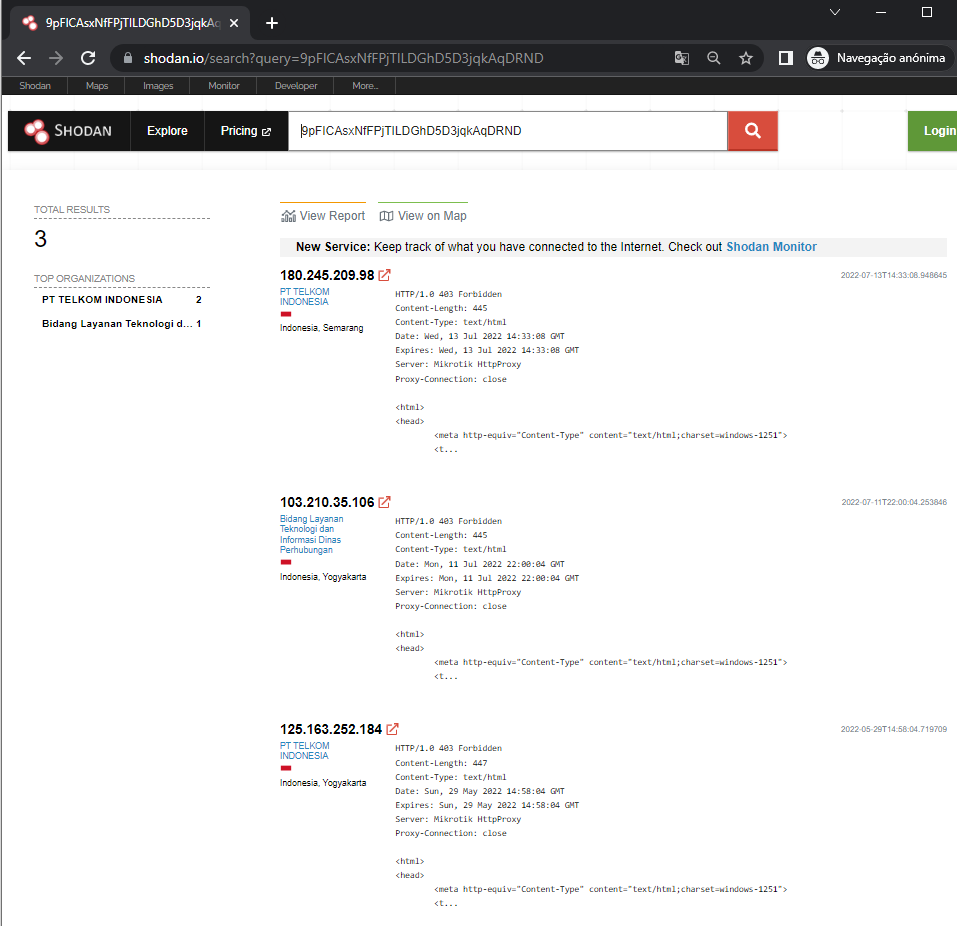 9pFICAsxNfFPjTlLDGhD5D3jqkAq
shodan.io/search?query=9pFICAsxNfFPjTlLDGhD5D3jqkAqDRND
Navegação anónima
Shodan Maps Images Monitor Developer More...
SHODAN Explore Pricing 9pFICAsxNfFPjTlLDGhD5D3jqkAqDRND Login
TOTAL RESULTS
3
TOP ORGANIZATIONS
PT TELKOM INDONESIA 2
Bidang Layanan Teknologi d... 1
View Report View on Map
New Service: Keep track of what you have connected to the Internet. Check out Shodan Monitor
180.245.209.98
2022-07-13T14:33:08.948645
PT TELKOM
INDONESIA
Indonesia, Semarang
HTTP/1.0 403 Forbidden
Content-Length: 445
Content-Type: text/html
Date: Wed, 13 Jul 2022 14:33:08 GMT
Expires: Wed, 13 Jul 2022 14:33:08 GMT
Server: Mikrotik HttpProxy
Proxy-Connection: close
<html>
<head>
<meta http-equiv="Content-Type" content="text/html;charset=windows-1251">
<t...
103.210.35.106
2022-07-11T22:00:04.253846
Bidang Layanan
Teknologi dan
Informasi Dinas
Perhubungan
Indonesia, Yogyakarta
HTTP/1.0 403 Forbidden
Content-Length: 445
Content-Type: text/html
Date: Mon, 11 Jul 2022 22:00:04 GMT
Expires: Mon, 11 Jul 2022 22:00:04 GMT
Server: Mikrotik HttpProxy
Proxy-Connection: close
<html>
<head>
<meta http-equiv="Content-Type" content="text/html;charset=windows-1251">
<t...
125.163.252.184
2022-05-29T14:58:04.719709
PT TELKOM
INDONESIA
Indonesia, Yogyakarta
HTTP/1.0 403 Forbidden
Content-Length: 447
Content-Type: text/html
Date: Sun, 29 May 2022 14:58:04 GMT
Expires: Sun, 29 May 2022 14:58:04 GMT
Server: Mikrotik HttpProxy
Proxy-Connection: close
<html>
<head>
<meta http-equiv="Content-Type" content="text/html;charset=windows-1251">
<t...